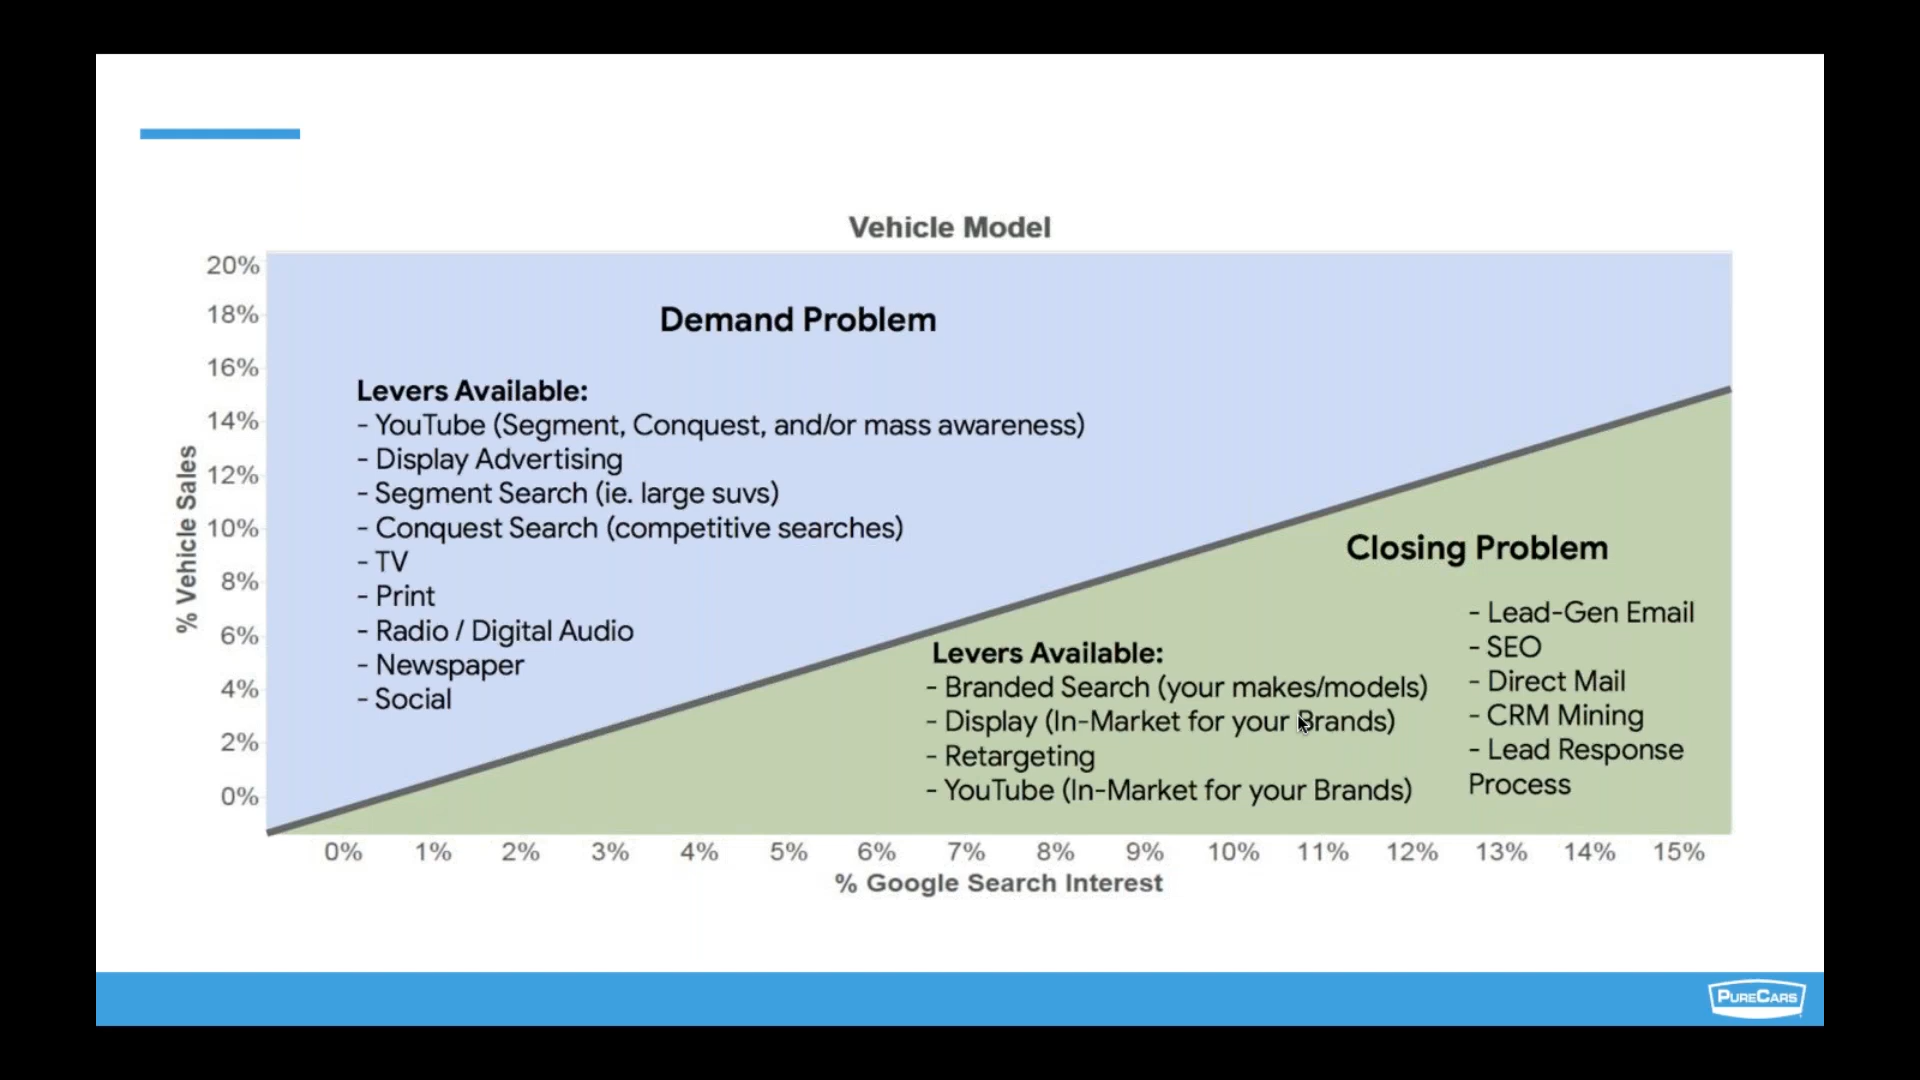 Vehicle Model
20%
18%
16%
14%
12%
10%
8%
6%
4%
2%
0%
% Vehicle Sales
Demand Problem
Levers Available:
- YouTube (Segment, Conquest, and/or mass awareness)
- Display Advertising
- Segment Search (ie. large suvs)
- Conquest Search (competitive searches)
- TV
- Print
- Radio / Digital Audio
- Newspaper
- Social
Closing Problem
Levers Available:
- Branded Search (your makes/models)
- Display (In-Market for your Brands)
- Retargeting
- YouTube (In-Market for your Brands)
- Lead-Gen Email
- SEO
- Direct Mail
- CRM Mining
- Lead Response
Process
0% 1% 2% 3% 4% 5% 6% 7% 8% 9% 10% 11% 12% 13% 14% 15%
% Google Search Interest
PURECARS